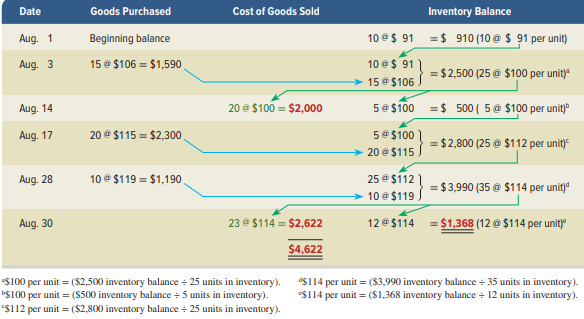 Date Goods Purchased Cost of Goods Sold Inventory Balance
Aug. 1 Beginning balance 10 @ $ 91 = $ 910 (10 @ $ 91 per unit)
Aug. 3 15 @ $106 = $1,590 10 @ $ 91
15 @ $106 = $2,500 (25 @ $100 per unit)ᵃ
Aug. 14 20 @ $100 = $2,000 5 @ $100 = $ 500 ( 5 @ $100 per unit)ᵇ
Aug. 17 20 @ $115 = $2,300 5 @ $100
20 @ $115 = $2,800 (25 @ $112 per unit)ᶜ
Aug. 28 10 @ $119 = $1,190 25 @ $112
10 @ $119 = $3,990 (35 @ $114 per unit)ᵈ
Aug. 30 23 @ $114 = $2,622 12 @ $114 = $1,368 (12 @ $114 per unit)ᵉ
$4,622
ᵃ$100 per unit = ($2,500 inventory balance ÷ 25 units in inventory).
ᵇ$100 per unit = ($500 inventory balance ÷ 5 units in inventory).
ᶜ$112 per unit = ($2,800 inventory balance ÷ 25 units in inventory).
ᵈ$114 per unit = ($3,990 inventory balance ÷ 35 units in inventory).
ᵉ$114 per unit = ($1,368 inventory balance ÷ 12 units in inventory).